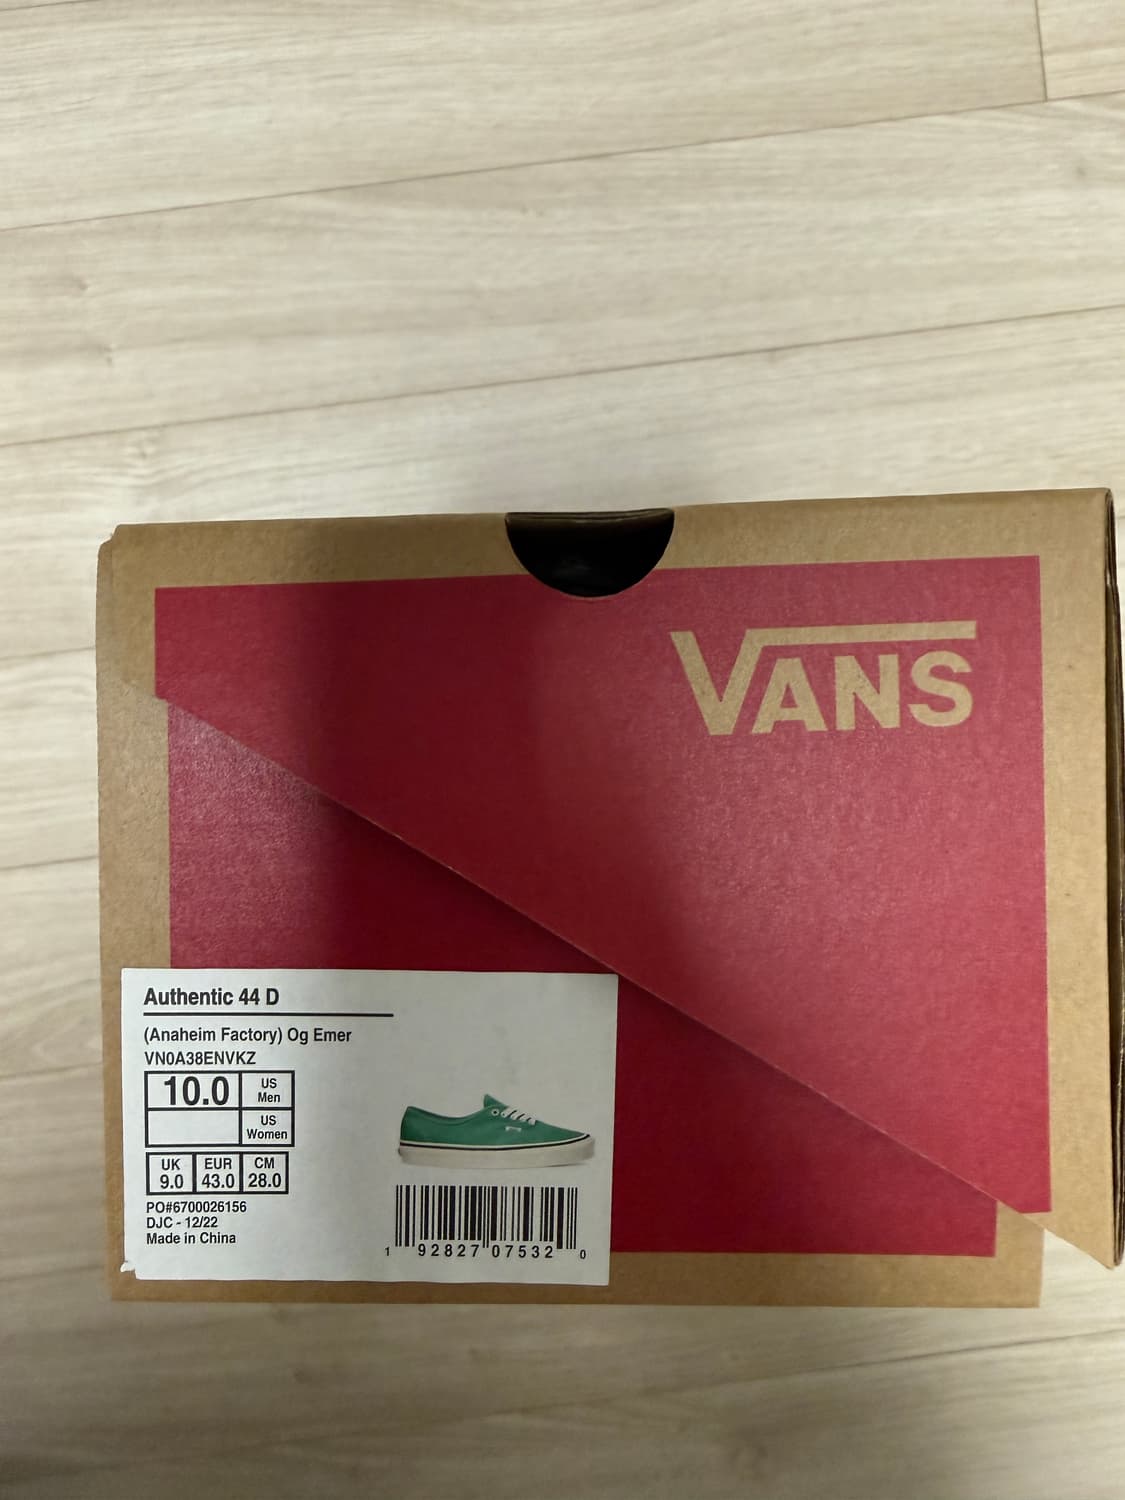 VANS
Authentic 44 D
(Anaheim Factory) Og Emer
VN0A38ENVKZ
10.0 US Men
US Women
UK EUR CM
9.0 43.0 28.0
PO#6700026156
DJC - 12/22
Made in China
1 92827 07532 0